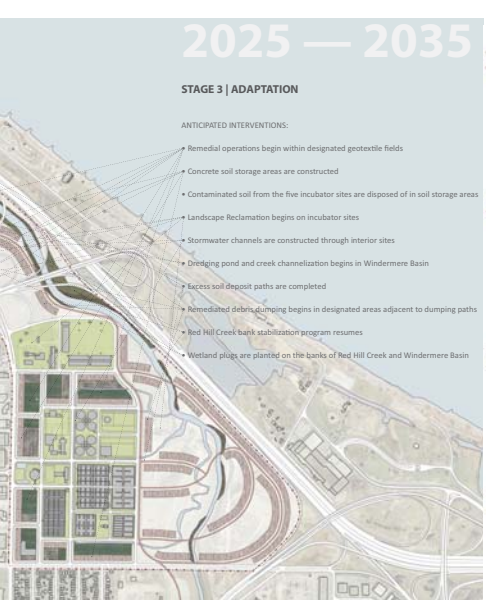 2025 — 2035
STAGE 3 | ADAPTATION
ANTICIPATED INTERVENTIONS:
• Remedial operations begin within designated geotextile fields
• Concrete soil storage areas are constructed
• Contaminated soil from the five incubator sites are disposed of in soil storage areas
• Landscape Reclamation begins on incubator sites
• Stormwater channels are constructed through interior sites
• Dredging pond and creek channelization begins in Windermere Basin
• Excess soil deposit paths are completed
• Remediated debris dumping begins in designated areas adjacent to dumping paths
• Red Hill Creek bank stabilization program resumes
• Wetland plugs are planted on the banks of Red Hill Creek and Windermere Basin